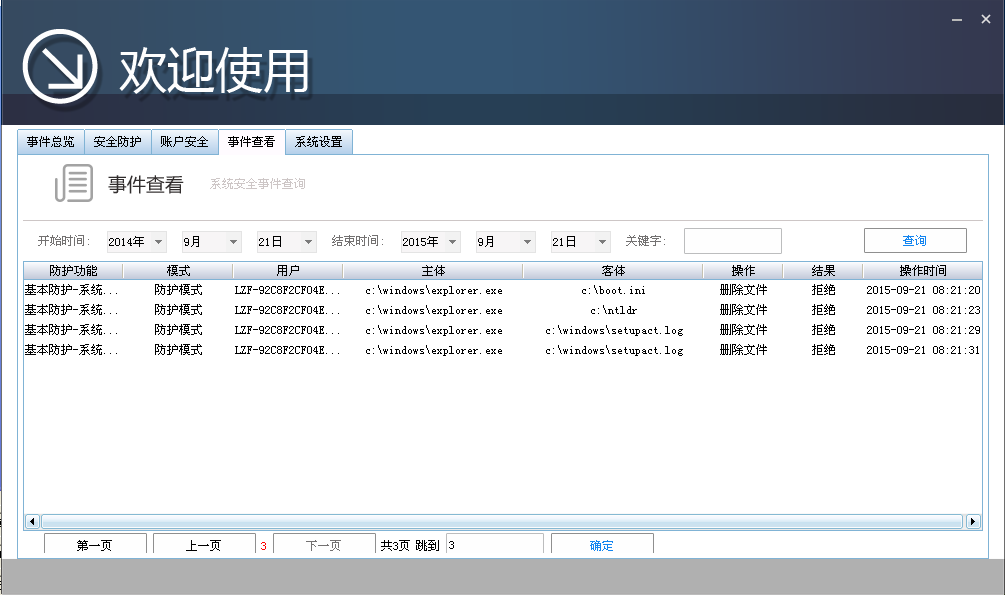 欢迎使用
事件总览 安全防护 账户安全 事件查看 系统设置
事件查看 系统安全事件查询
开始时间: 2014年 9月 21日 结束时间: 2015年 9月 21日 关键字: 查询
防护功能 模式 用户 主体 客体 操作 结果 操作时间
基本防护-系统... 防护模式 LZF-92C8F2CF04E... c:\windows\explorer.exe c:\boot.ini 删除文件 拒绝 2015-09-21 08:21:20
基本防护-系统... 防护模式 LZF-92C8F2CF04E... c:\windows\explorer.exe c:\ntldr 删除文件 拒绝 2015-09-21 08:21:23
基本防护-系统... 防护模式 LZF-92C8F2CF04E... c:\windows\explorer.exe c:\windows\setupact.log 删除文件 拒绝 2015-09-21 08:21:29
基本防护-系统... 防护模式 LZF-92C8F2CF04E... c:\windows\explorer.exe c:\windows\setupact.log 删除文件 拒绝 2015-09-21 08:21:31
第一页 上一页 3 下一页 共3页 跳到 3 确定